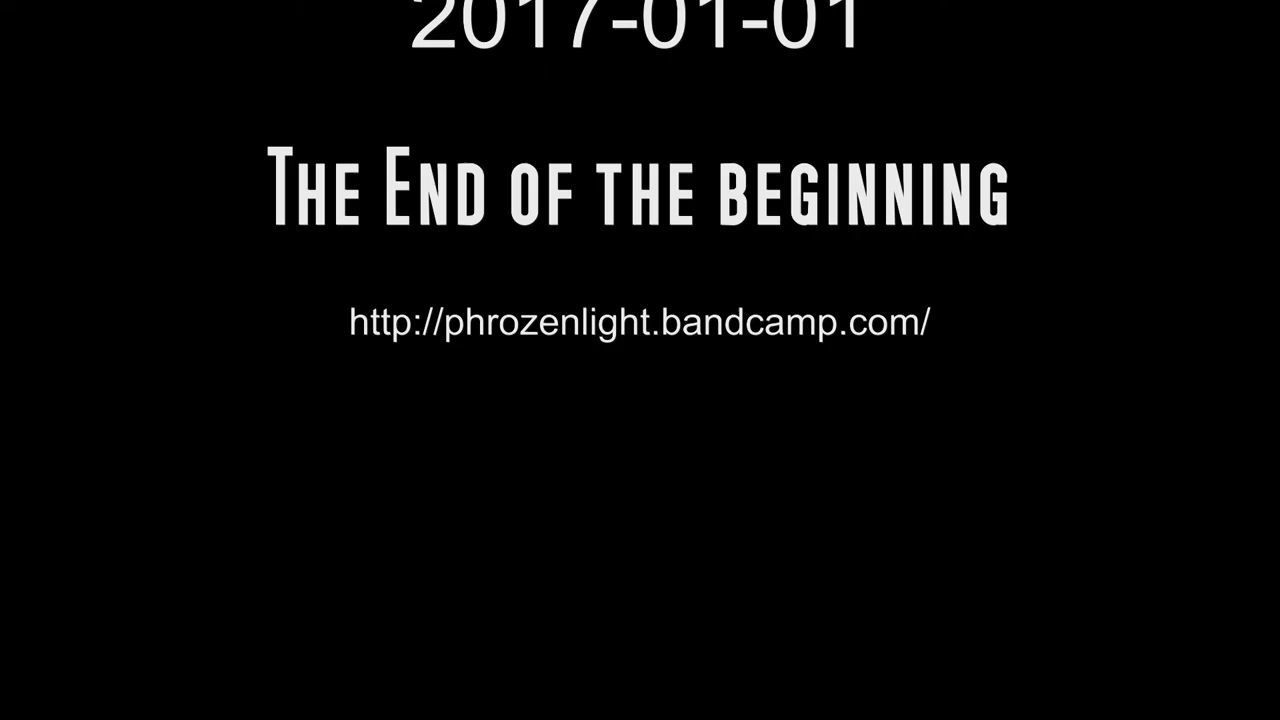 2017-01-01
The End of the beginning
http://phrozenlight.bandcamp.com/